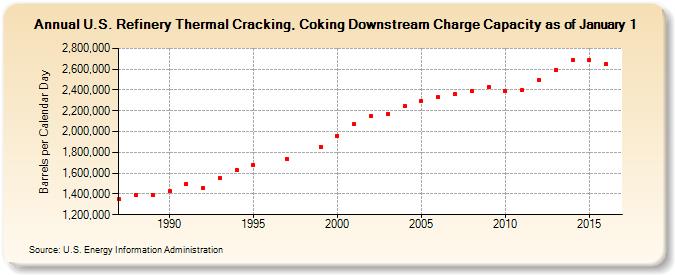 Annual U.S. Refinery Thermal Cracking, Coking Downstream Charge Capacity as of January 1
Barrels per Calendar Day
2,800,000
2,600,000
2,400,000
2,200,000
2,000,000
1,800,000
1,600,000
1,400,000
1,200,000
1990 1995 2000 2005 2010 2015
Source: U.S. Energy Information Administration